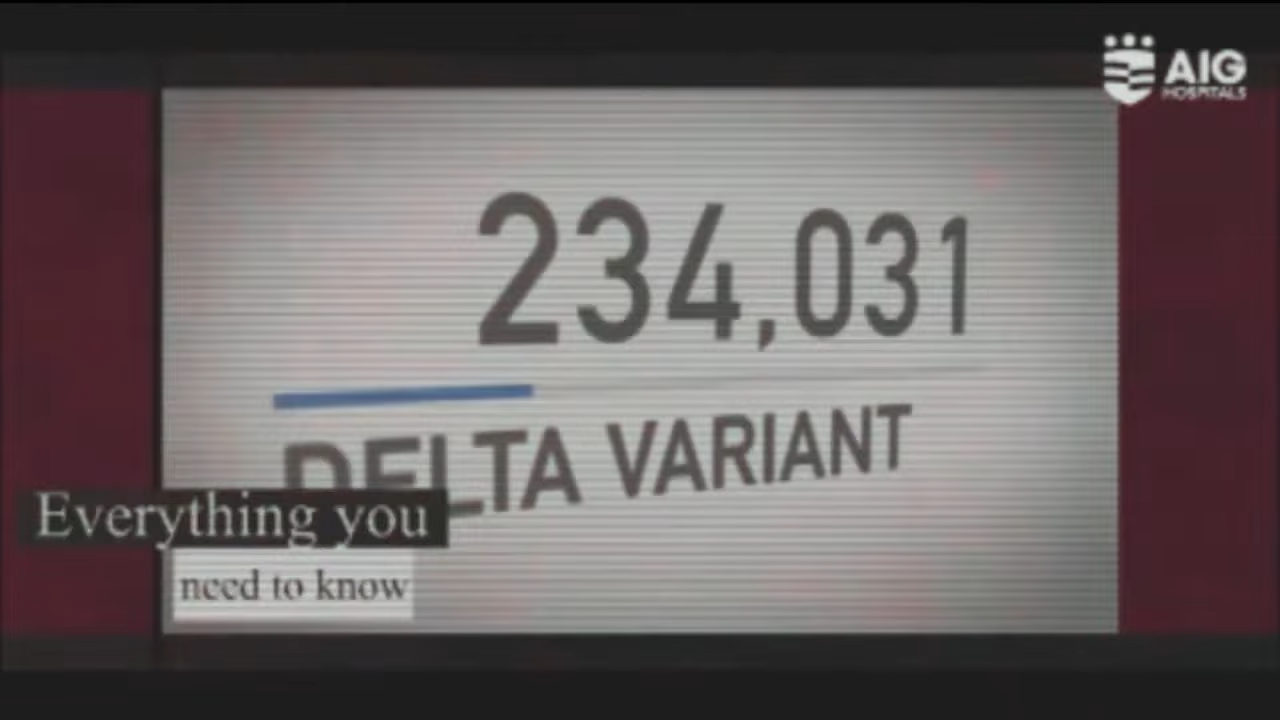 AIG
HOSPITALS
234,031
DELTA VARIANT
Everything you
need to know